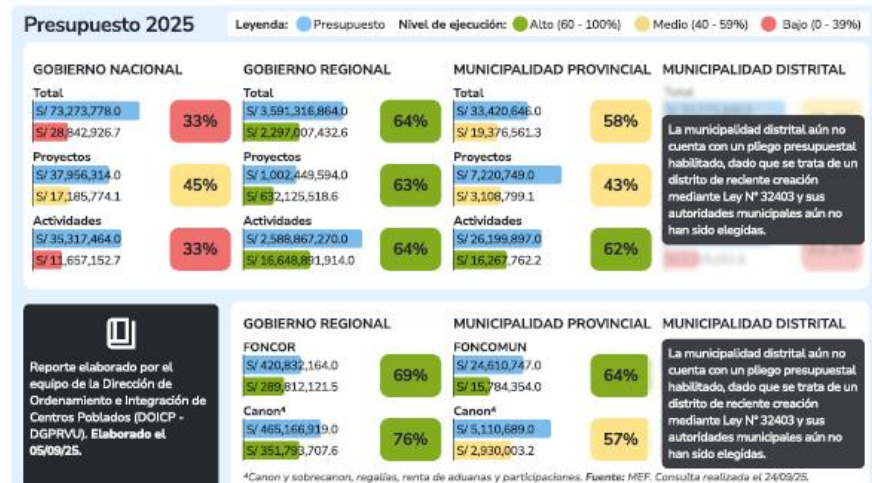 Presupuesto 2025
Leyenda: Presupuesto Nivel de ejecución: Alto (60 - 100%) Medio (40 - 59%) Bajo (0 - 39%)
GOBIERNO NACIONAL
Total
S/ 73,273,778.0
S/ 28,842,926.7
33%
Proyectos
S/ 37,956,314.0
S/ 17,185,774.1
45%
Actividades
S/ 35,317,464.0
S/ 11,657,152.7
33%
GOBIERNO REGIONAL
Total
S/ 3,591,316,864.0
S/ 2,297,007,432.6
64%
Proyectos
S/ 1,002,449,594.0
S/ 632,125,518.6
63%
Actividades
S/ 2,588,867,270.0
S/ 16,648,891,914.0
64%
MUNICIPALIDAD PROVINCIAL
Total
S/ 33,420,646.0
S/ 19,376,561.3
58%
Proyectos
S/ 7,220,749.0
S/ 3,108,799.1
43%
Actividades
S/ 26,199,897.0
S/ 16,267,762.2
62%
MUNICIPALIDAD DISTRITAL
La municipalidad distrital aún no
cuenta con un pliego presupuestal
habilitado, dado que se trata de un
distrito de reciente creación
mediante Ley N° 32403 y sus
autoridades municipales aún no
han sido elegidas.
Reporte elaborado por el
equipo de la Dirección de
Ordenamiento e Integración de
Centros Poblados (DOICP -
DGPRVU). Elaborado el
05/09/25.
GOBIERNO REGIONAL
FONCOR
S/ 420,832,164.0
S/ 289,812,121.5
69%
Canon⁴
S/ 465,166,919.0
S/ 351,793,707.6
76%
MUNICIPALIDAD PROVINCIAL
FONCOMUN
S/ 24,610,747.0
S/ 15,784,354.0
64%
Canon⁴
S/ 5,110,689.0
S/ 2,930,003.2
57%
MUNICIPALIDAD DISTRITAL
La municipalidad distrital aún no
cuenta con un pliego presupuestal
habilitado, dado que se trata de un
distrito de reciente creación
mediante Ley N° 32403 y sus
autoridades municipales aún no
han sido elegidas.
⁴Canon y sobrecanon, regalías, renta de aduanas y participaciones. Fuente: MEF. Consulta realizada el 24/09/25.